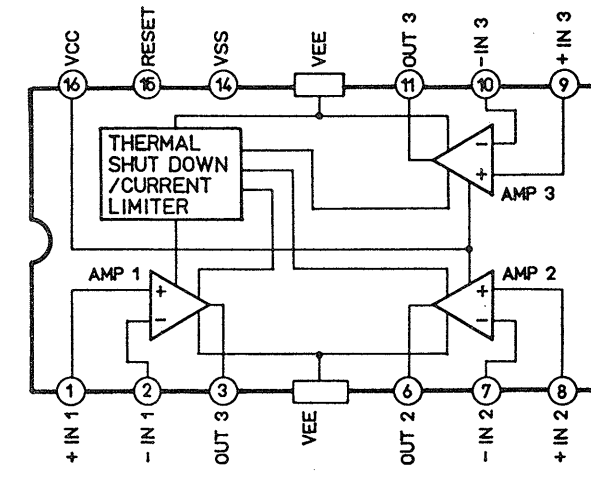 VCC
RESET
VSS
VEE
OUT 3
-IN 3
+IN 3
16
15
14
11
10
9
THERMAL
SHUT DOWN
/CURRENT
LIMITER
-
+
AMP 3
AMP 1
+
-
AMP 2
+
-
1
2
3
6
7
8
+ IN 1
- IN 1
OUT 3
VEE
OUT 2
- IN 2
+ IN 2